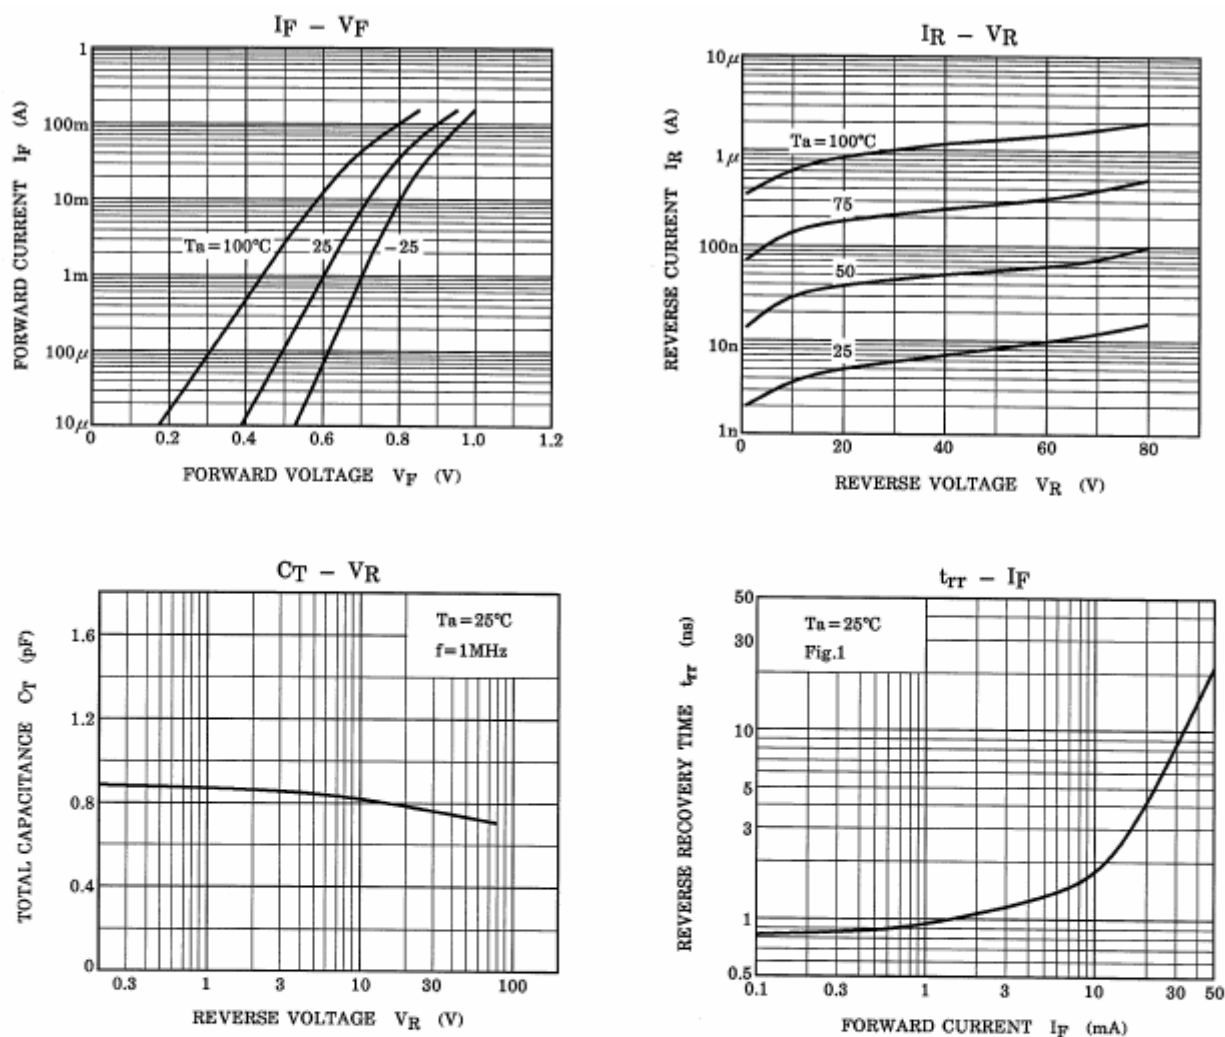 IF – VF
1
100m
10m
1m
100μ
10μ
FORWARD CURRENT IF (A)
Ta=100℃
25
–25
0
0.2
0.4
0.6
0.8
1.0
1.2
FORWARD VOLTAGE VF (V)
IR – VR
10μ
1μ
100n
10n
1n
REVERSE CURRENT IR (A)
Ta=100℃
75
50
25
0
20
40
60
80
REVERSE VOLTAGE VR (V)
CT – VR
1.6
1.2
0.8
0.4
0
TOTAL CAPACITANCE CT (pF)
Ta=25℃
f=1MHz
0.3
1
3
10
30
100
REVERSE VOLTAGE VR (V)
trr – IF
50
30
10
5
3
1
0.5
REVERSE RECOVERY TIME trr (ns)
Ta=25℃
Fig.1
0.1
0.3
1
3
10
30
50
FORWARD CURRENT IF (mA)